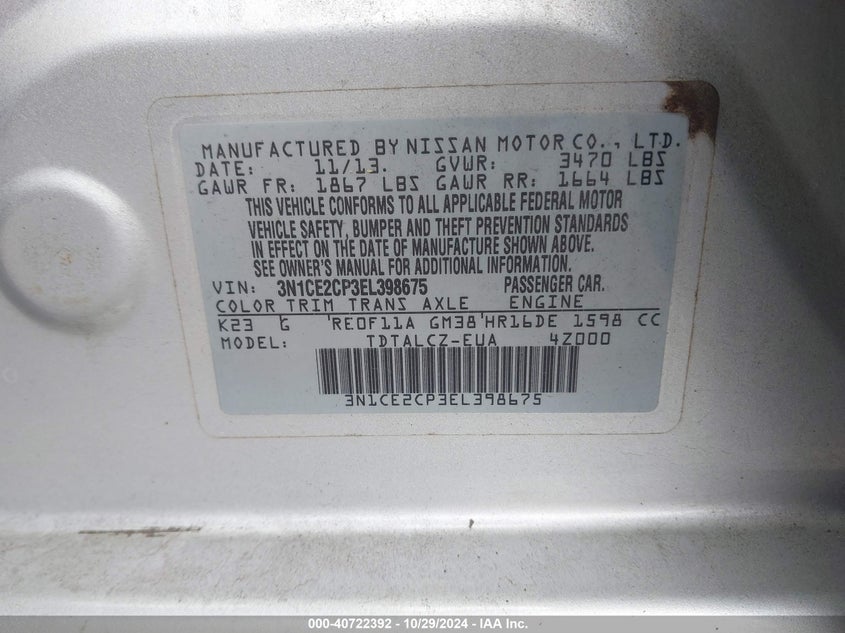 MANUFACTURED BY NISSAN MOTOR CO., LTD.
DATE: 11/13. GVWR: 3470 LBS
GAWR FR: 1867 LBS GAWR RR: 1664 LBS
THIS VEHICLE CONFORMS TO ALL APPLICABLE FEDERAL MOTOR
VEHICLE SAFETY, BUMPER AND THEFT PREVENTION STANDARDS
IN EFFECT ON THE DATE OF MANUFACTURE SHOWN ABOVE.
SEE OWNER'S MANUAL FOR ADDITIONAL INFORMATION.
VIN: 3N1CE2CP3EL398675 PASSENGER CAR.
COLOR TRIM TRANS AXLE ENGINE
K23 G RE0F11A GM38 HR16DE 1598 CC
MODEL: TDTALCZ-EUA 4Z000
3N1CE2CP3EL398675
000-40722392 - 10/29/2024 - IAA Inc.